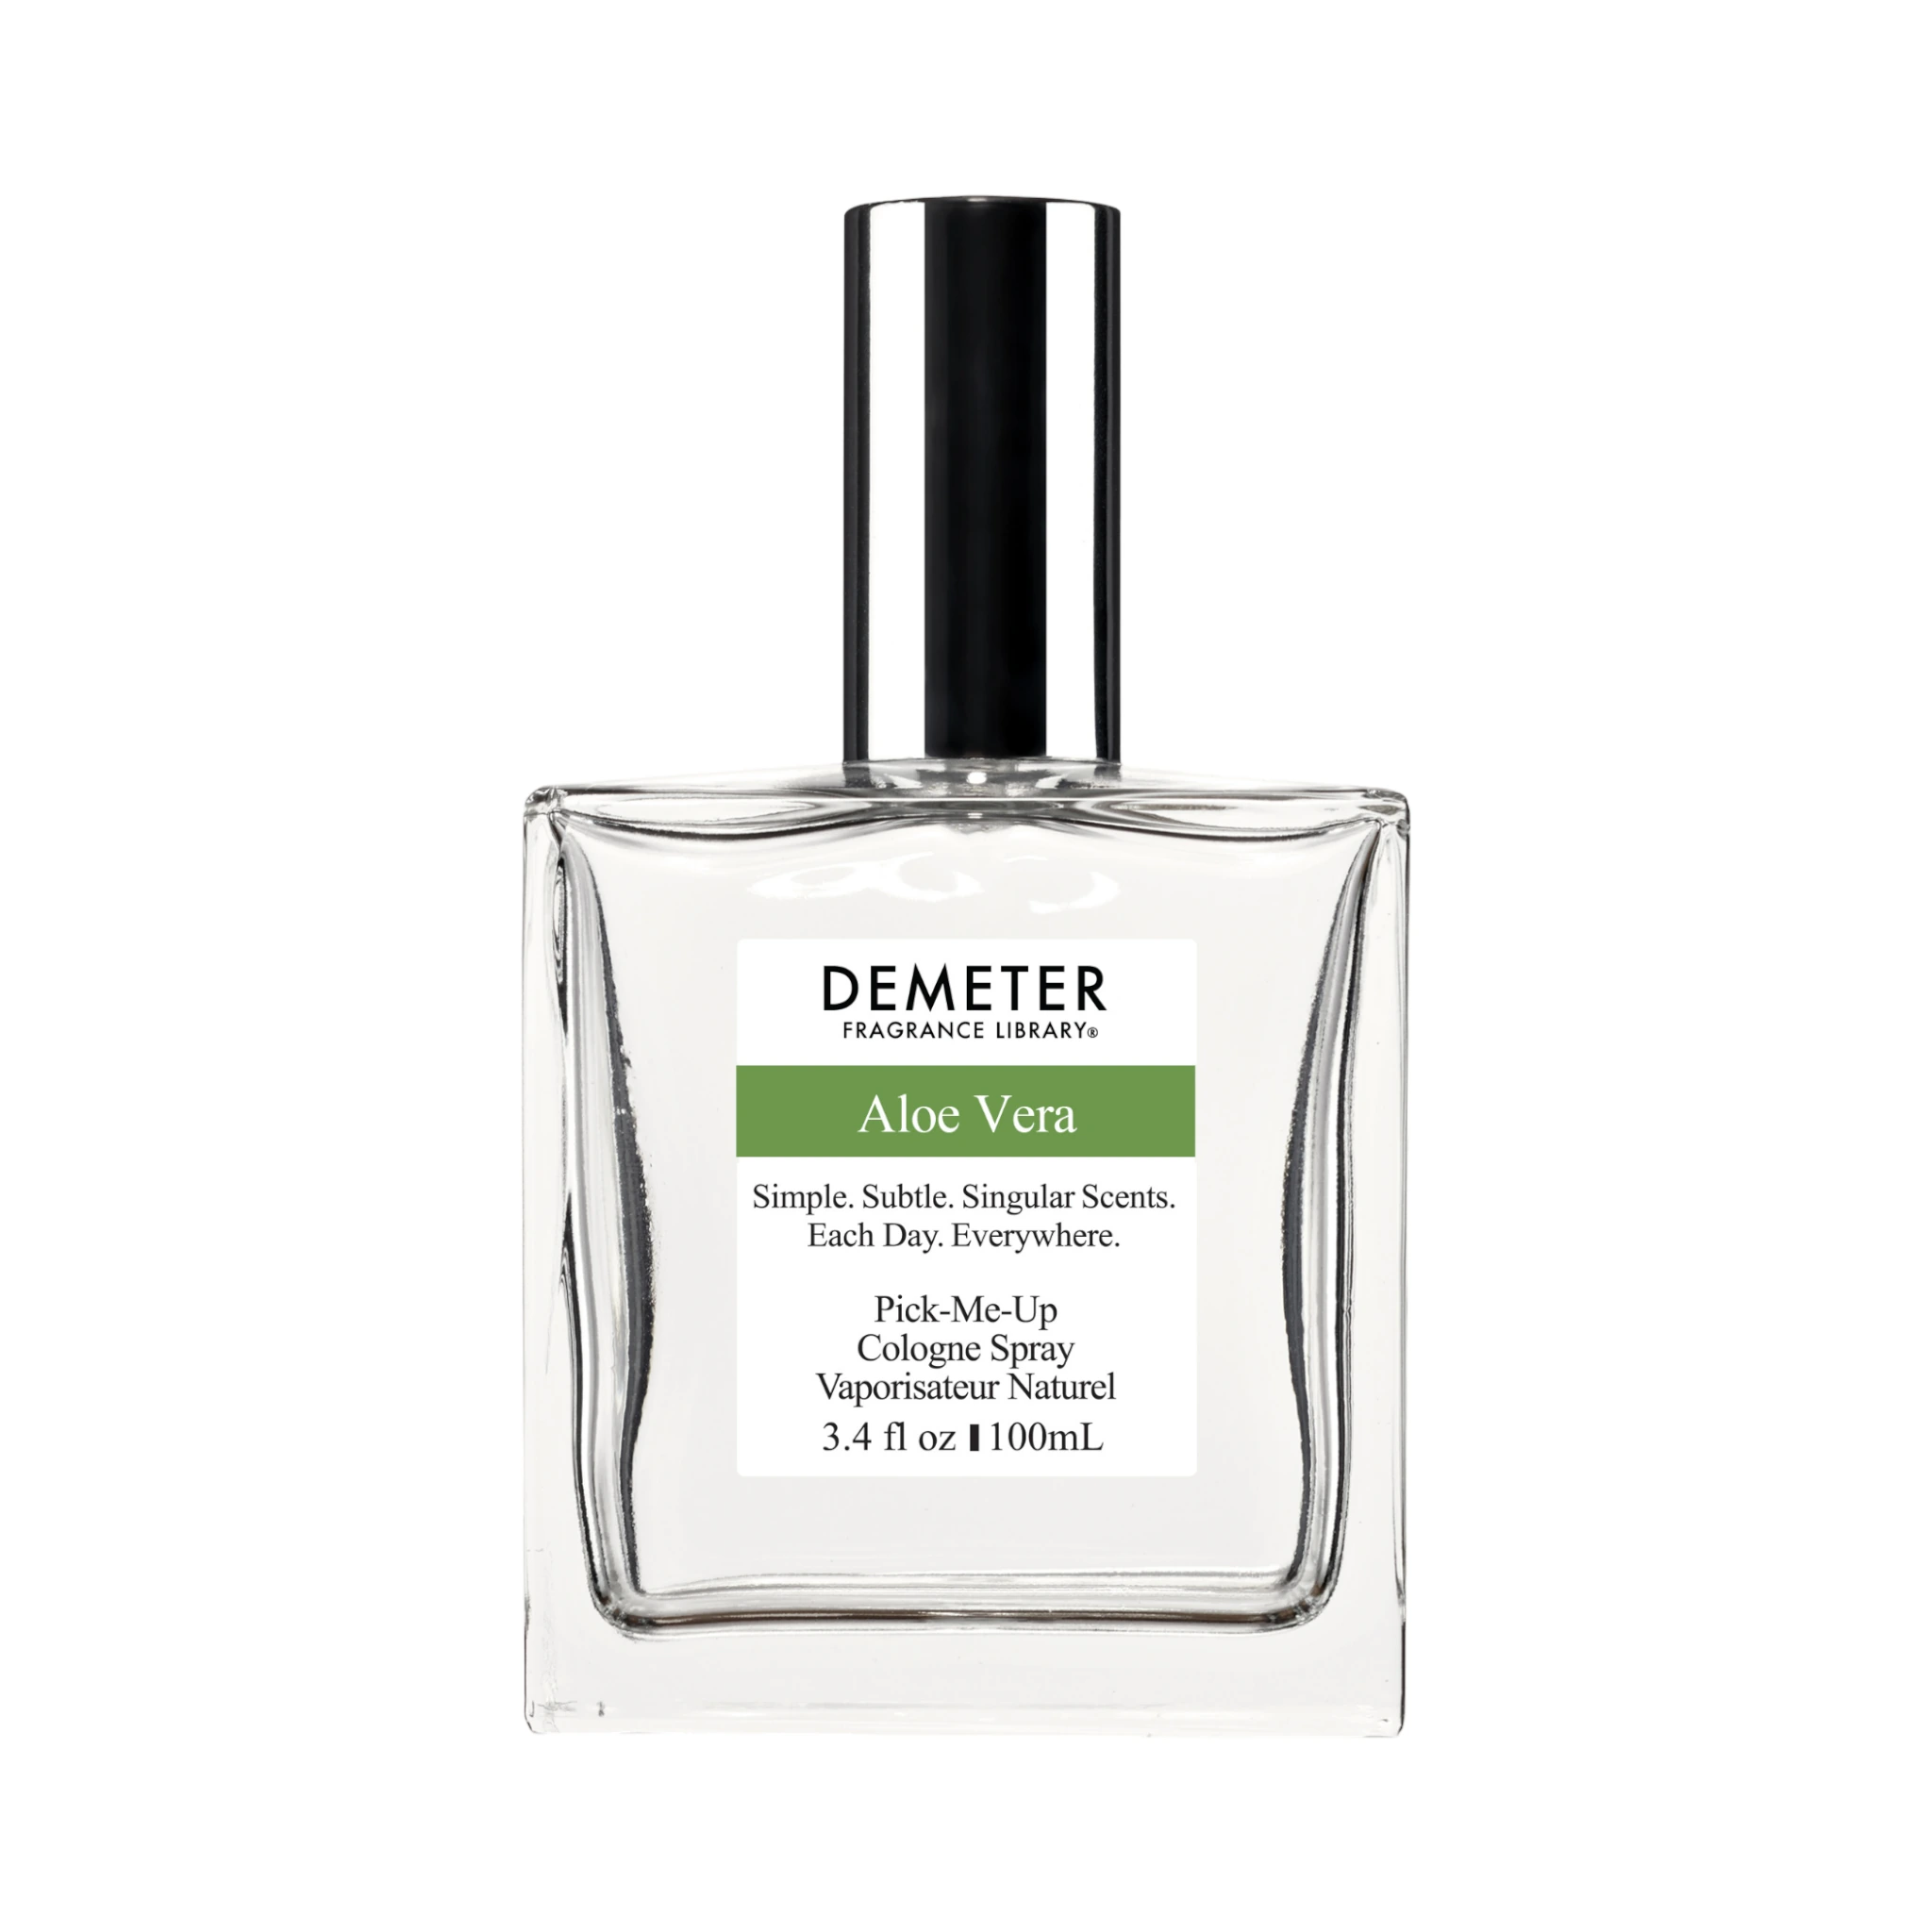 DEMETER
FRAGRANCE LIBRARY®
Aloe Vera
Simple. Subtle. Singular Scents.
Each Day. Everywhere.
Pick-Me-Up
Cologne Spray
Vaporisateur Naturel
3.4 fl oz ❚ 100mL